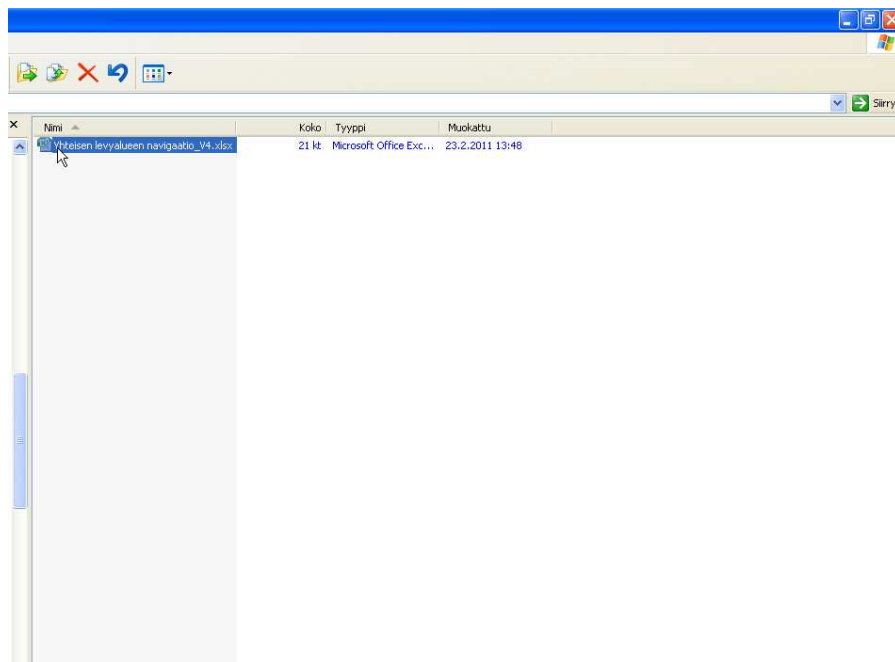 Siirry
Nimi Koko Tyyppi Muokattu
Yhteisen levyalueen navigaatio_V4.xlsx 21 kt Microsoft Office Exc... 23.2.2011 13:48